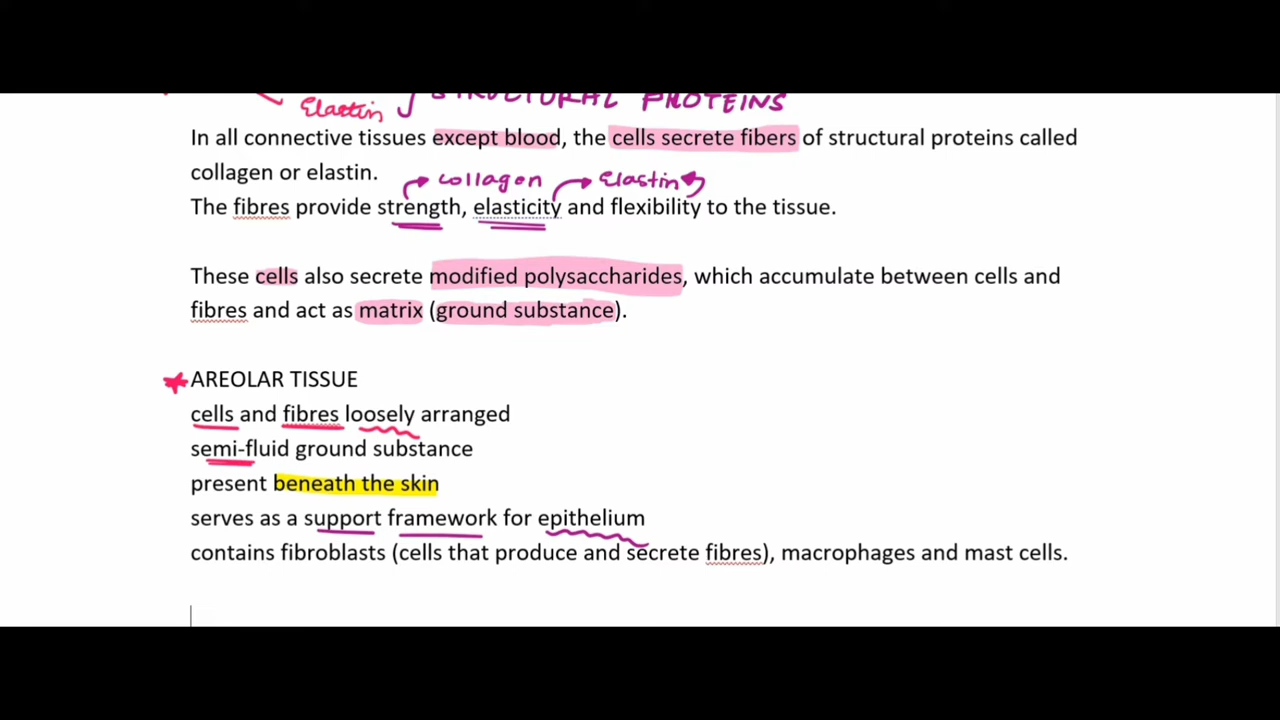 Elastin } STRUCTURAL PROTEINS
In all connective tissues except blood, the cells secrete fibers of structural proteins called
collagen or elastin.
collagen Elastin
The fibres provide strength, elasticity and flexibility to the tissue.
These cells also secrete modified polysaccharides, which accumulate between cells and
fibres and act as matrix (ground substance).
AREOLAR TISSUE
cells and fibres loosely arranged
semi-fluid ground substance
present beneath the skin
serves as a support framework for epithelium
contains fibroblasts (cells that produce and secrete fibres), macrophages and mast cells.